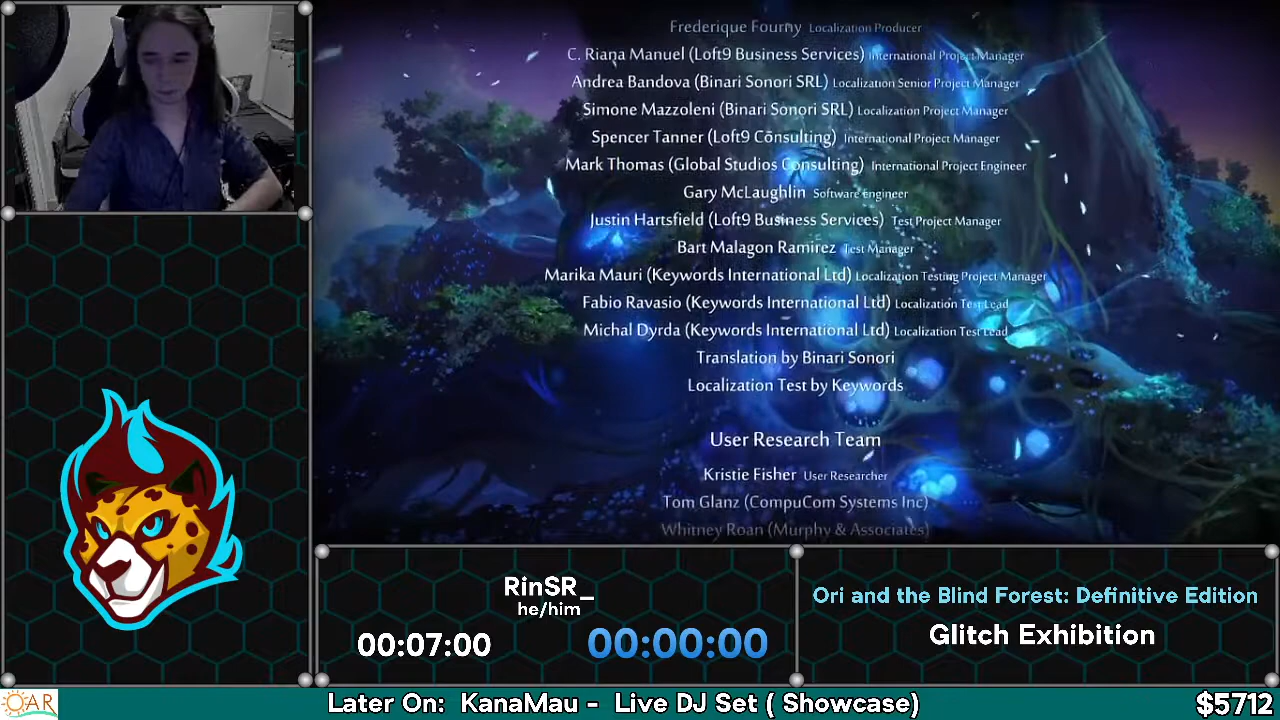 Frederique Fourny Localization Producer
C. Riana Manuel (Loft9 Business Services) International Project Manager
Andrea Bandova (Binari Sonori SRL) Localization Senior Project Manager
Simone Mazzoleni (Binari Sonori SRL) Localization Project Manager
Spencer Tanner (Loft9 Consulting) International Project Manager
Mark Thomas (Global Studios Consulting) International Project Engineer
Gary McLaughlin Software Engineer
Justin Hartsfield (Loft9 Business Services) Test Project Manager
Bart Malagon Ramirez Test Manager
Marika Mauri (Keywords International Ltd) Localization Testing Project Manager
Fabio Ravasio (Keywords International Ltd) Localization Test Lead
Michal Dyrda (Keywords International Ltd) Localization Test Lead
Translation by Binari Sonori
Localization Test by Keywords
User Research Team
Kristie Fisher User Researcher
Tom Glanz (CompuCom Systems Inc)
Whitney Roan (Murphy & Associates)
RinSR_
he/him
00:07:00 00:00:00
Ori and the Blind Forest: Definitive Edition
Glitch Exhibition
OAR
Later On: KanaMau - Live DJ Set ( Showcase)
$5712